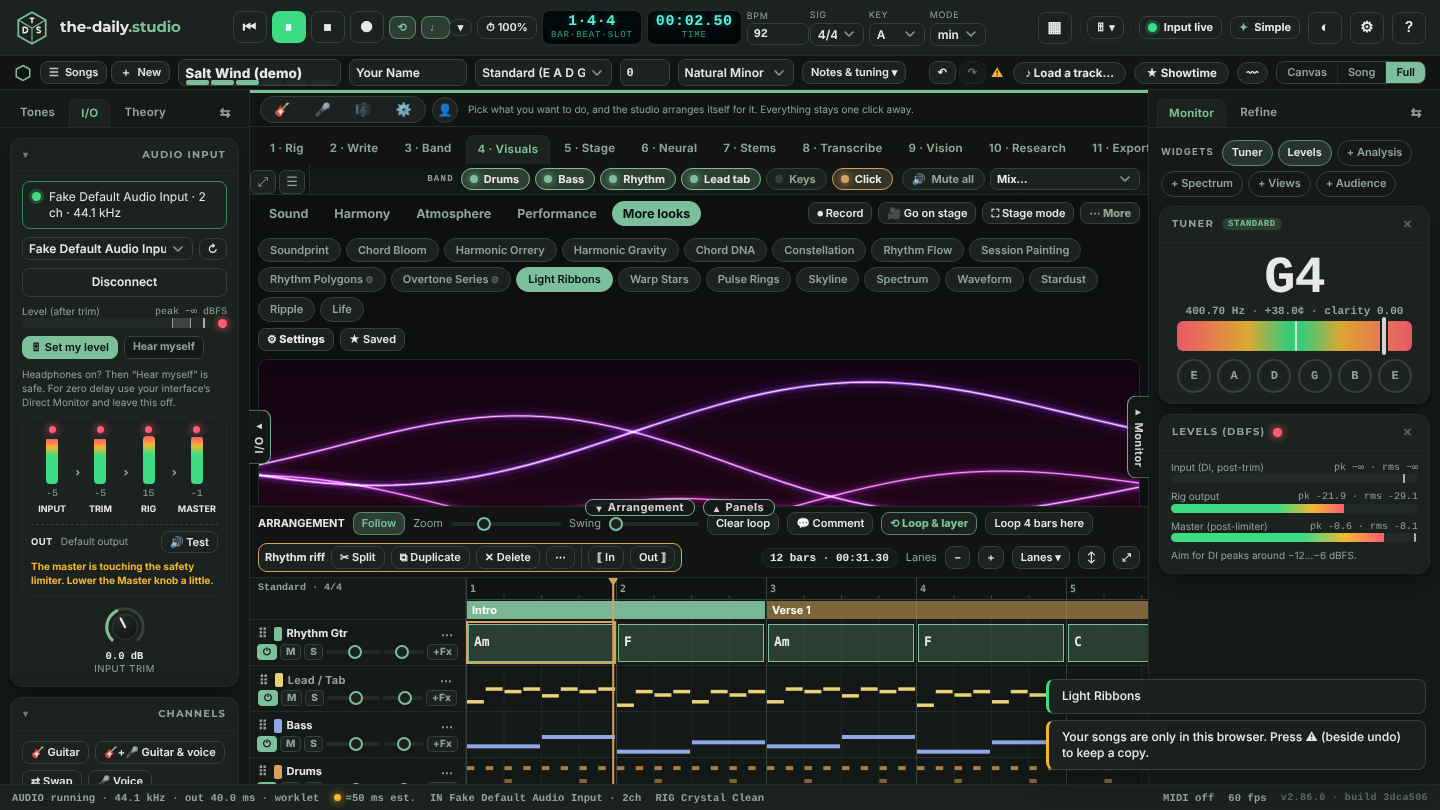 the-daily.studio
100%
1·4·4
BAR·BEAT·SLOT
00:02.50
TIME
BPM
92
SIG
4/4
KEY
A
MODE
min
Input live
Simple
?
Songs
+ New
Salt Wind (demo)
Your Name
Standard (E A D G
0
Natural Minor
Notes & tuning ▾
Load a track...
★ Showtime
Canvas
Song
Full
Tones
I/O
Theory
Pick what you want to do, and the studio arranges itself for it. Everything stays one click away.
Monitor
Refine
1 · Rig
2 · Write
3 · Band
4 · Visuals
5 · Stage
6 · Neural
7 · Stems
8 · Transcribe
9 · Vision
10 · Research
11 · Export
BAND
Drums
Bass
Rhythm
Lead tab
Keys
Click
Mute all
Mix...
AUDIO INPUT
Fake Default Audio Input · 2
ch · 44.1 kHz
Fake Default Audio Inpu
Disconnect
Level (after trim)
peak −∞ dBFS
Set my level
Hear myself
Headphones on? Then “Hear myself” is
safe. For zero delay use your interface’s
Direct Monitor and leave this off.
-5
-5
15
-1
INPUT
TRIM
RIG
MASTER
OUT
Default output
Test
The master is touching the safety
limiter. Lower the Master knob a little.
0.0 dB
INPUT TRIM
CHANNELS
Guitar
Guitar & voice
Swap
Voice
Sound
Harmony
Atmosphere
Performance
More looks
Record
Go on stage
Stage mode
··· More
Soundprint
Chord Bloom
Harmonic Orrery
Harmonic Gravity
Chord DNA
Constellation
Rhythm Flow
Session Painting
Rhythm Polygons
Overtone Series
Light Ribbons
Warp Stars
Pulse Rings
Skyline
Spectrum
Waveform
Stardust
Ripple
Life
Settings
★ Saved
I/O
Monitor
▾ Arrangement
▴ Panels
ARRANGEMENT
Follow
Zoom
Swing
Clear loop
Comment
Loop & layer
Loop 4 bars here
Rhythm riff
Split
Duplicate
Delete
···
In
Out
12 bars · 00:31.30
Lanes
−
+
Lanes ▾
Standard · 4/4
1
2
3
4
5
Intro
Verse 1
Rhythm Gtr
M
S
+Fx
Am
F
Am
F
C
Lead / Tab
M
S
+Fx
Bass
M
S
+Fx
Drums
WIDGETS
Tuner
Levels
+ Analysis
+ Spectrum
+ Views
+ Audience
TUNER
STANDARD
×
G4
400.70 Hz · +38.0¢ · clarity 0.00
E
A
D
G
B
E
LEVELS (DBFS)
×
Input (DI, post-trim)
pk −∞ · rms −∞
Rig output
pk -21.9 · rms -29.1
Master (post-limiter)
pk -0.6 · rms -8.1
Aim for DI peaks around −12...−6 dBFS.
Light Ribbons
Your songs are only in this browser. Press ⚠ (beside undo)
to keep a copy.
AUDIO running · 44.1 kHz · out 40.0 ms · worklet
≈50 ms est.
IN Fake Default Audio Input · 2ch
RIG Crystal Clean
MIDI off
60 fps
v2.86.0 · build 3dca506